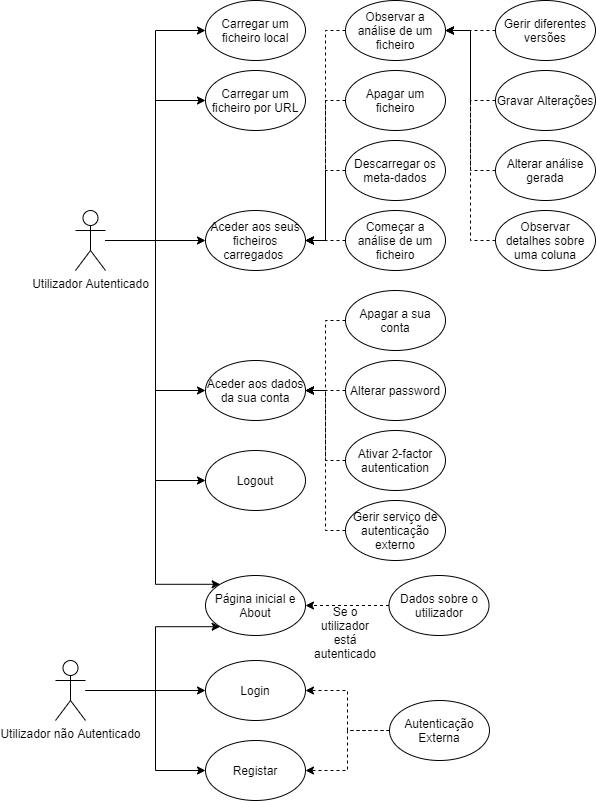 Carregar um
ficheiro local
Observar a
análise de um
ficheiro
Gerir diferentes
versões
Carregar um
ficheiro por URL
Apagar um
ficheiro
Gravar Alterações
Descarregar os
meta-dados
Alterar análise
gerada
Utilizador Autenticado
Aceder aos seus
ficheiros
carregados
Começar a
análise de um
ficheiro
Observar
detalhes sobre
uma coluna
Apagar a sua
conta
Aceder aos dados
da sua conta
Alterar password
Logout
Ativar 2-factor
autentication
Gerir serviço de
autenticação
externo
Página inicial e
About
Se o
utilizador
está
autenticado
Dados sobre o
utilizador
Utilizador não Autenticado
Login
Autenticação
Externa
Registar